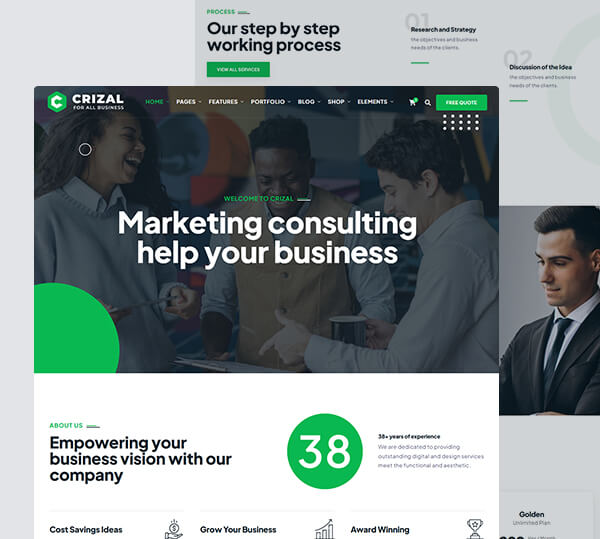 PROCESS
Our step by step
working process
VIEW ALL SERVICES
01
Research and Strategy
the objectives and business
needs of the clients.
02
Discussion of the Idea
the objectives and business
needs of the clients.
CRIZAL
FOR ALL BUSINESS
HOME PAGES FEATURES PORTFOLIO BLOG SHOP ELEMENTS
FREE QUOTE
WELCOME TO CRIZAL
Marketing consulting
help your business
ABOUT US
Empowering your
business vision with our
company
38
38+ years of experience
We are dedicated to providing
outstanding digital and design services
meet the functional and aesthetic .
Cost Savings Ideas
Grow Your Business
Award Winning
Golden
Unlimited Plan